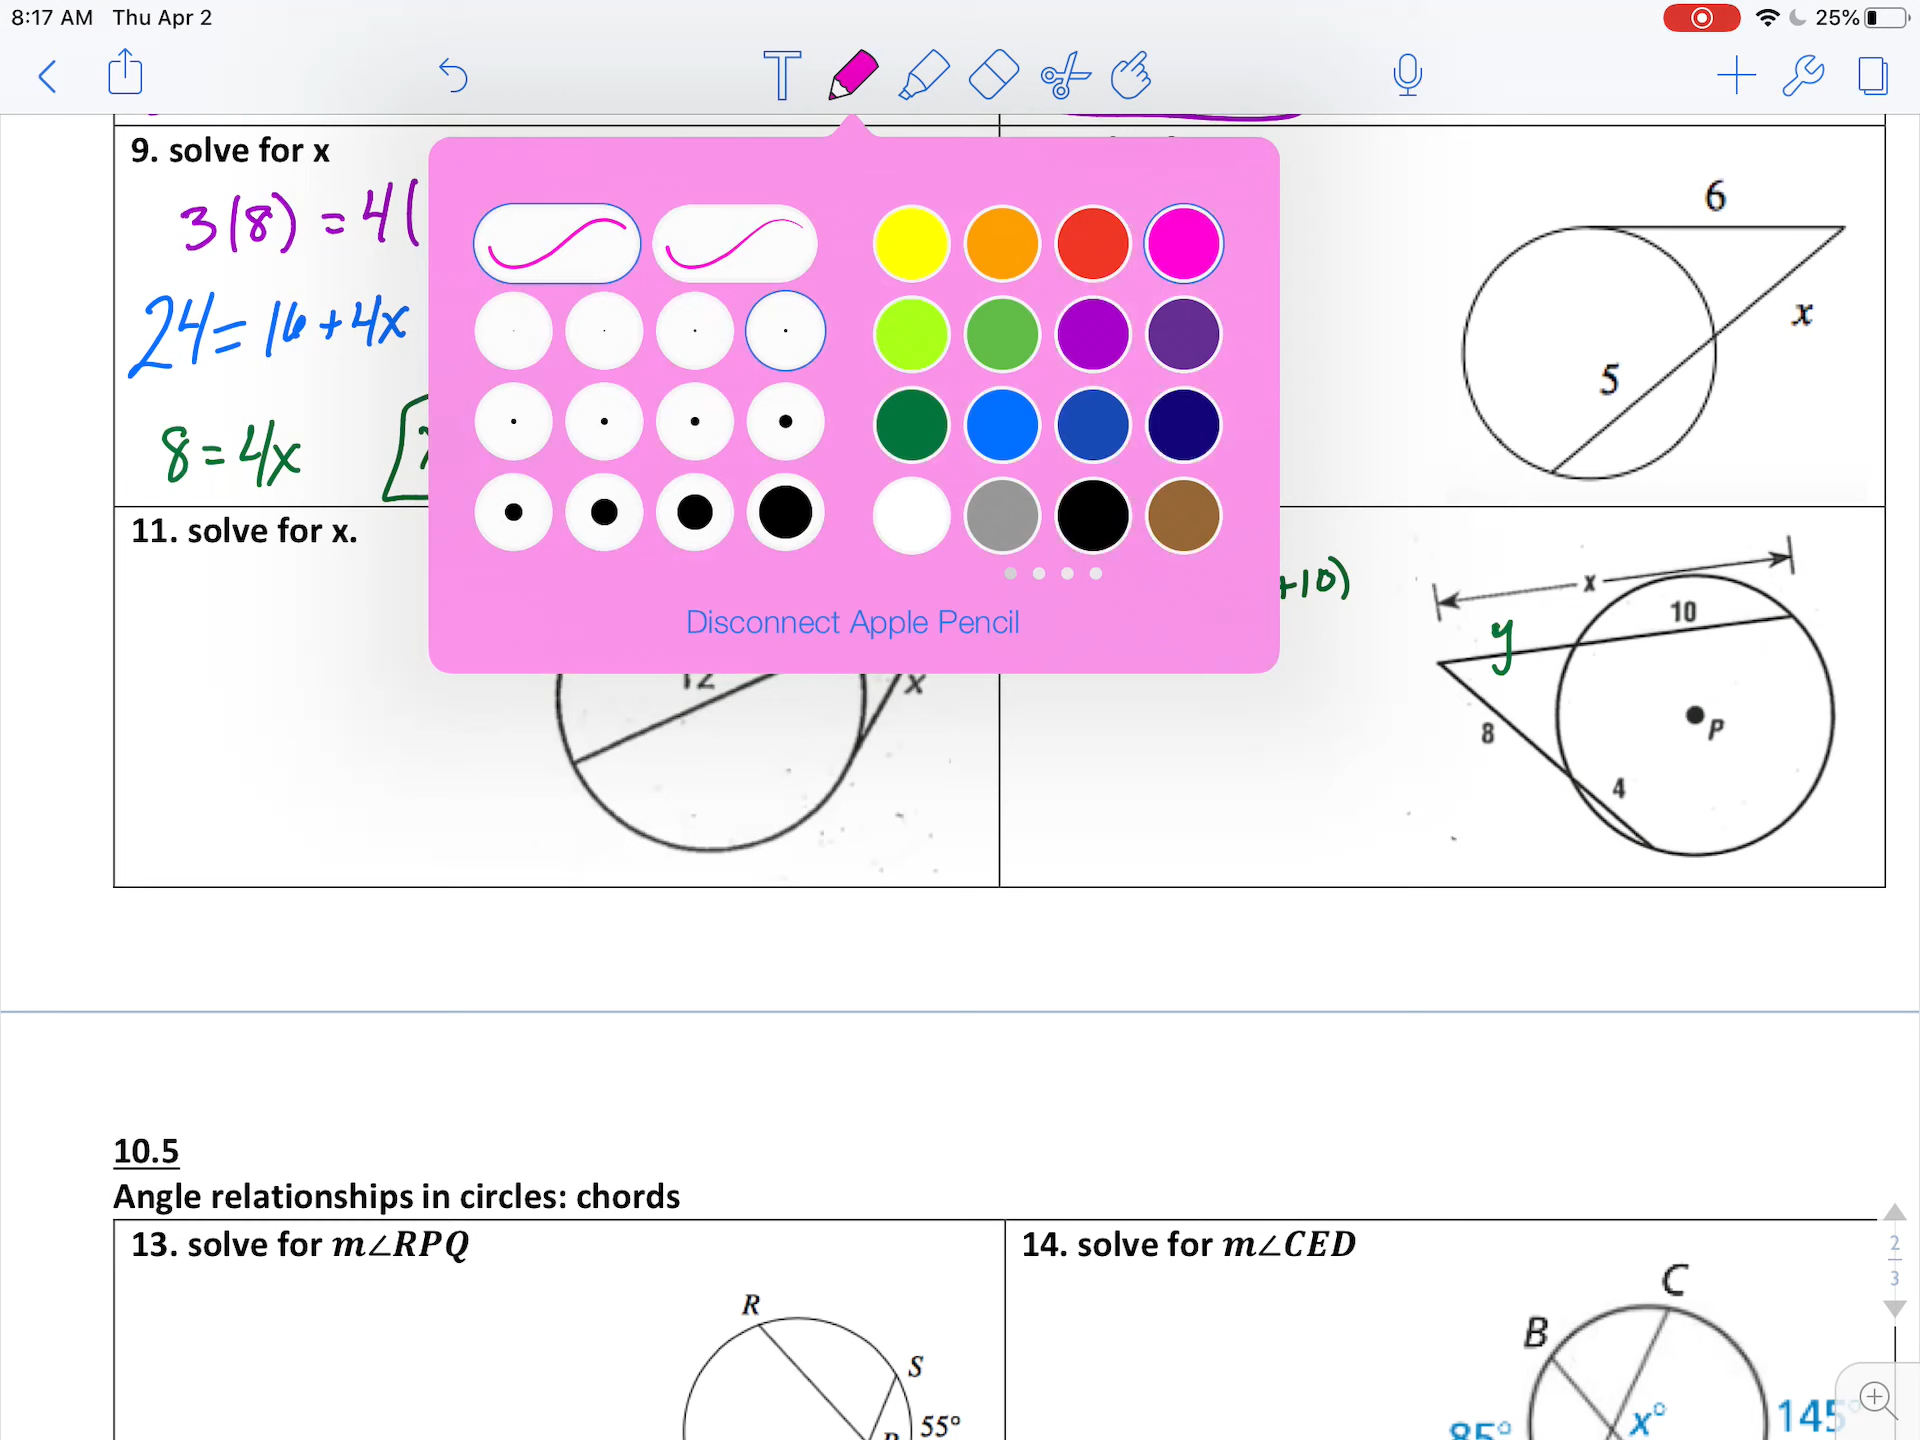 8:17 AM Thu Apr 2
25%
T
9. solve for x
3(8) = 4(
24 = 16 + 4x
8 = 4x
6
x
5
11. solve for x.
Disconnect Apple Pencil
12
x
+10)
x
10
y
8
P
4
10.5
Angle relationships in circles: chords
13. solve for m∠RPQ
R
S
55°
14. solve for m∠CED
C
B
x°
85°
145°
2
3